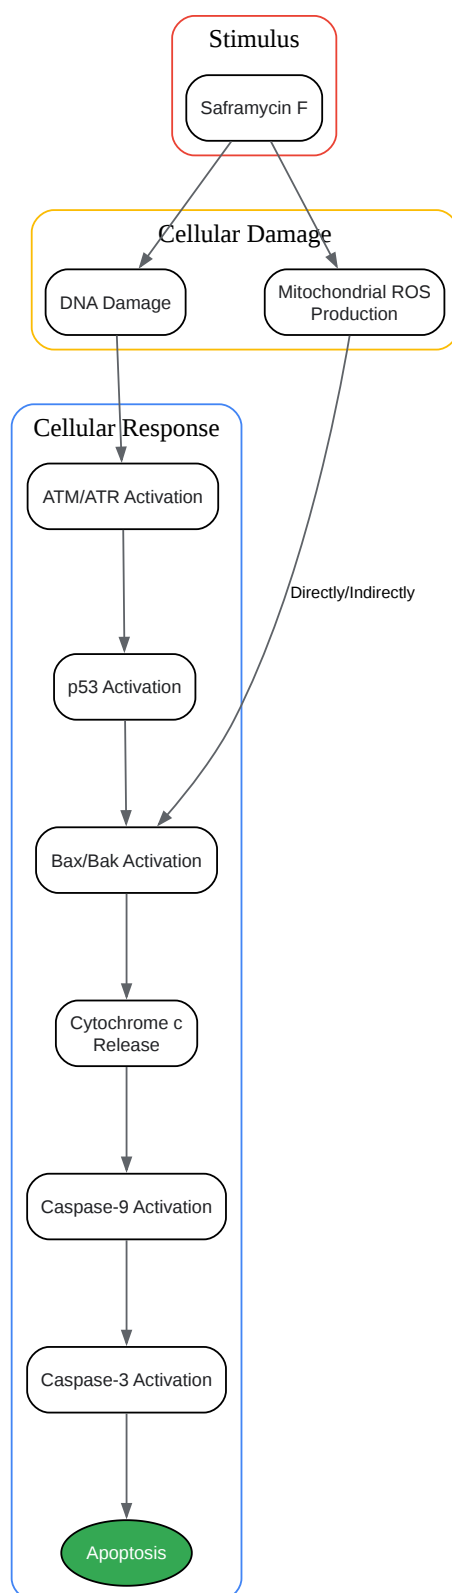 Stimulus
Saframycin F
Cellular Damage
DNA Damage
Mitochondrial ROS
Production
Cellular Response
ATM/ATR Activation
Directly/Indirectly
p53 Activation
Bax/Bak Activation
Cytochrome c
Release
Caspase-9 Activation
Caspase-3 Activation
Apoptosis